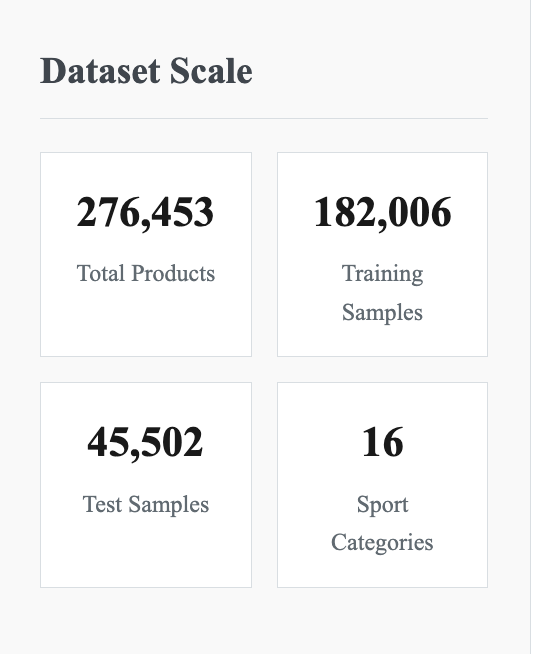 Dataset Scale
276,453
Total Products
182,006
Training
Samples
45,502
Test Samples
16
Sport
Categories